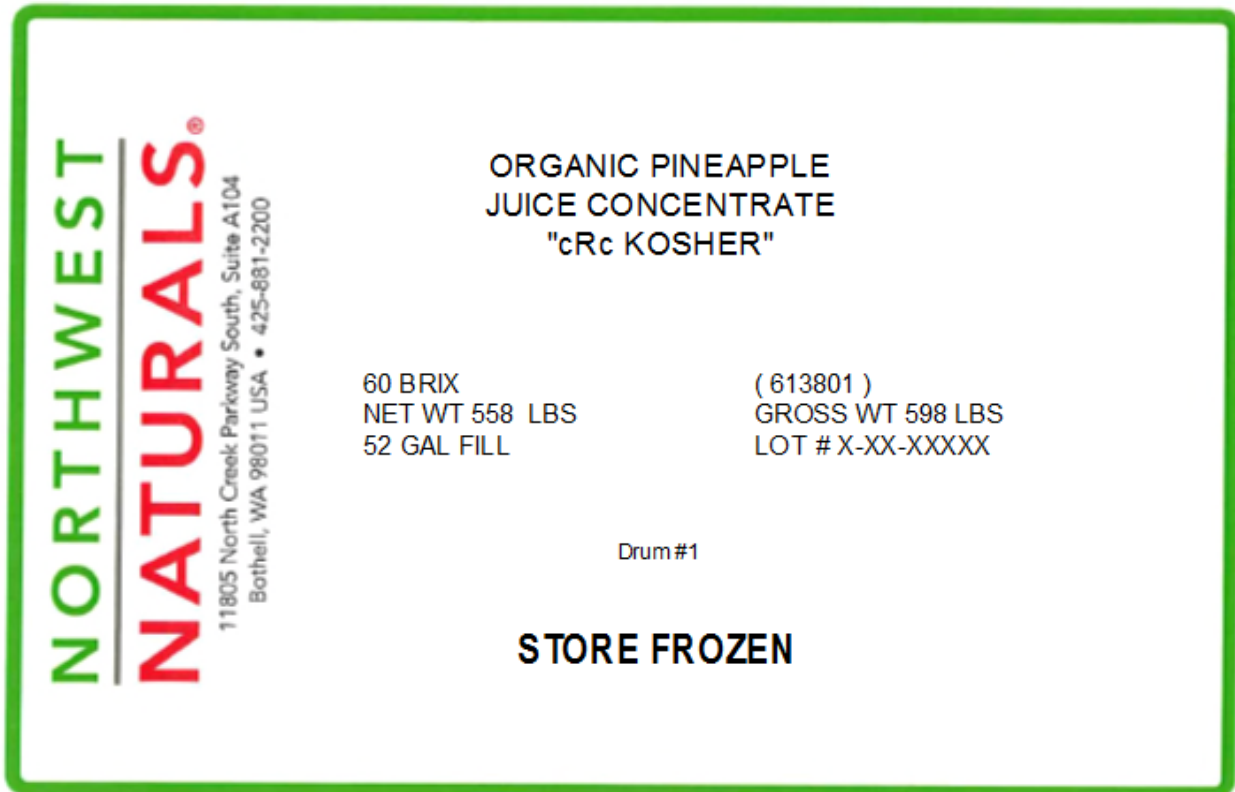 NORTHWEST
NATURALS®
11805 North Creek Parkway South, Suite A104
Bothell, WA 98011 USA • 425-881-2200
ORGANIC PINEAPPLE
JUICE CONCENTRATE
"cRc KOSHER"
60 BRIX
NET WT 558 LBS
52 GAL FILL
( 613801 )
GROSS WT 598 LBS
LOT # X-XX-XXXXX
Drum #1
STORE FROZEN